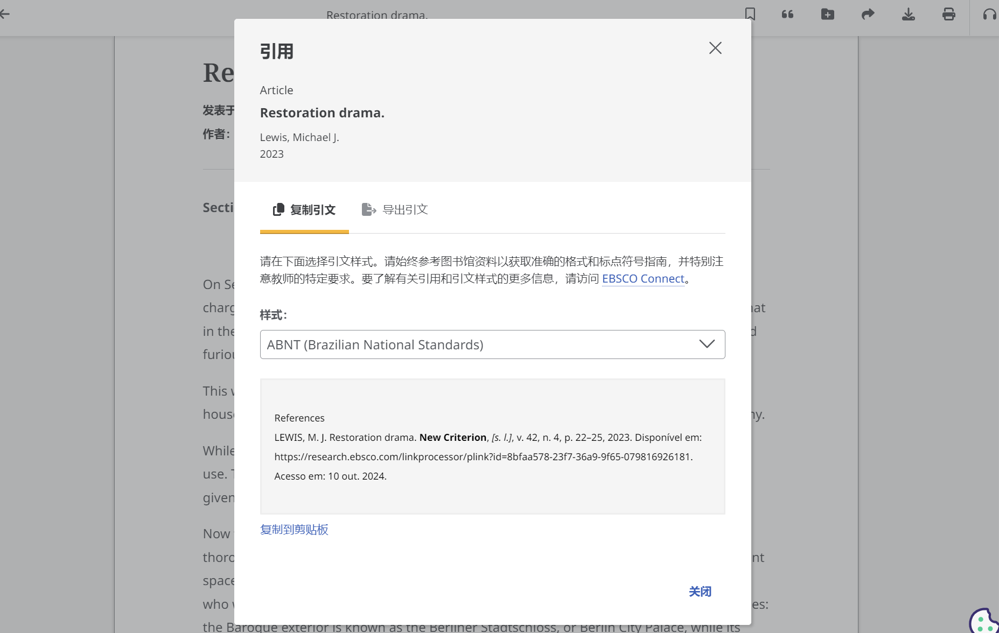 Restoration drama.
引用
Article
Restoration drama.
Lewis, Michael J.
2023
复制引文
导出引文
请在下面选择引文样式。请始终参考图书馆资料以获取准确的格式和标点符号指南，并特别注
意教师的特定要求。要了解有关引用和引文样式的更多信息，请访问 EBSCO Connect。
样式：
ABNT (Brazilian National Standards)
References
LEWIS, M. J. Restoration drama. New Criterion, [s. l.], v. 42, n. 4, p. 22–25, 2023. Disponível em:
https://research.ebsco.com/linkprocessor/plink?id=8bfaa578-23f7-36a9-9f65-079816926181.
Acesso em: 10 out. 2024.
复制到剪贴板
关闭
Re
发表于
作者：
Secti
On Se
charg
in the
furiou
This
house
While
use. T
given
Now
thoro
nt
space
who
es:
the Baroque exterior is known as the Berliner Stadtschloss, or Berlin City Palace, while its